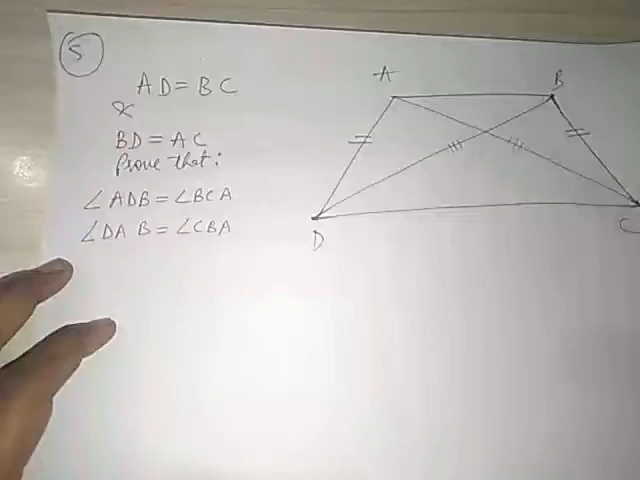 5
AD = BC
&
BD = AC
Prove that:
∠ADB = ∠BCA
∠DAB = ∠CBA
A
B
D
C